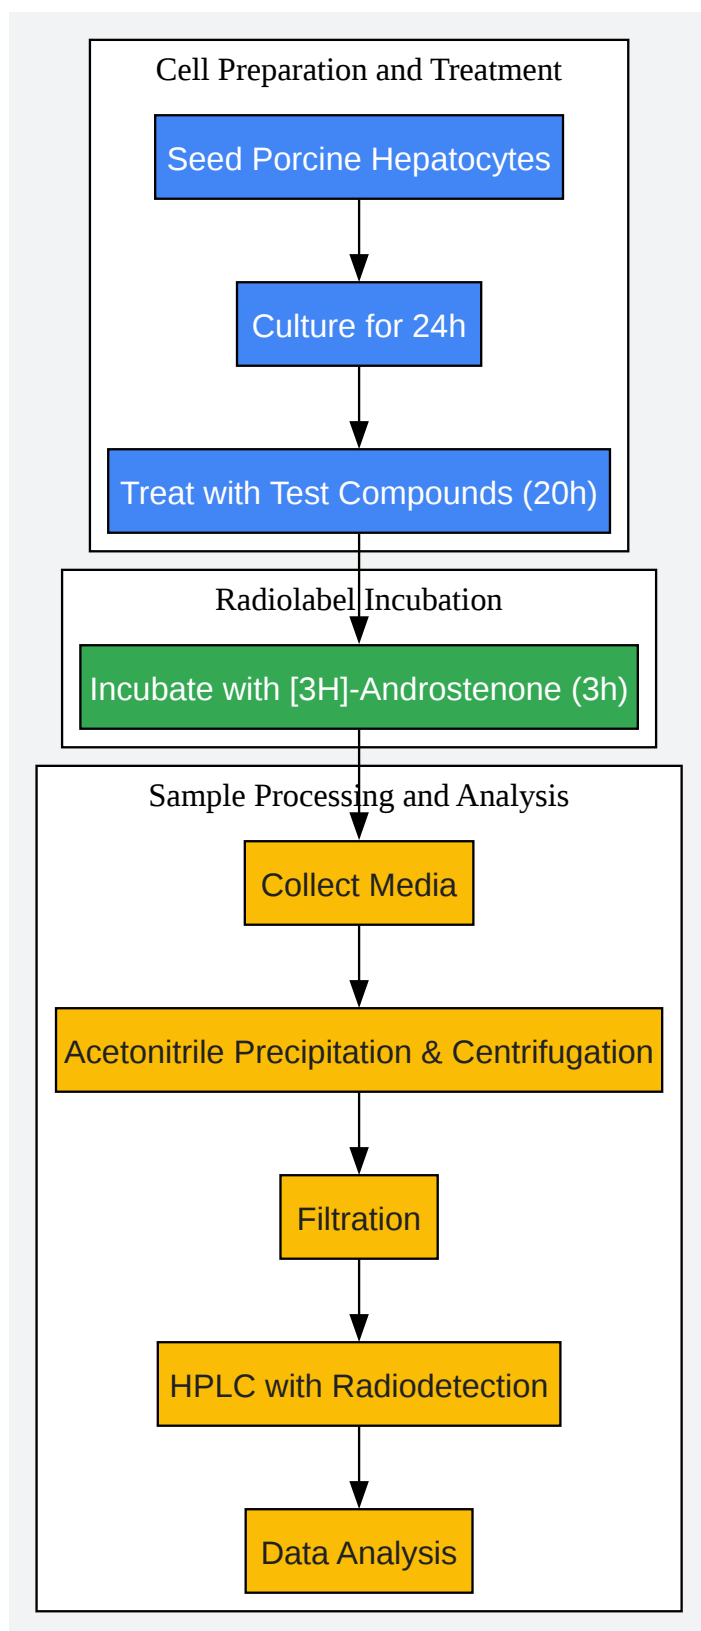 Cell Preparation and Treatment
Seed Porcine Hepatocytes
Culture for 24h
Treat with Test Compounds (20h)
Radiolabel Incubation
Incubate with [3H]-Androstenone (3h)
Sample Processing and Analysis
Collect Media
Acetonitrile Precipitation & Centrifugation
Filtration
HPLC with Radiodetection
Data Analysis